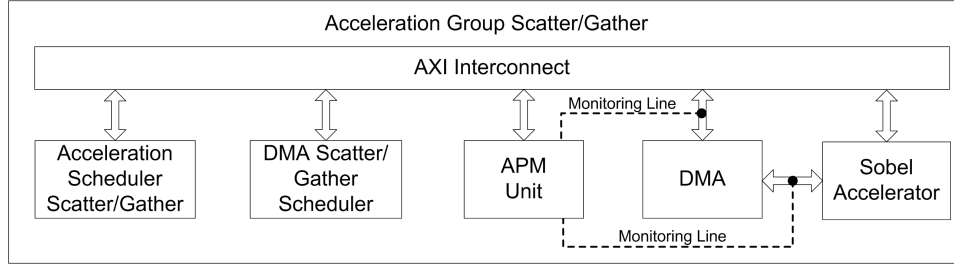 Acceleration Group Scatter/Gather
AXI Interconnect
Monitoring Line
Acceleration
Scheduler
Scatter/Gather
DMA Scatter/
Gather
Scheduler
APM
Unit
DMA
Sobel
Accelerator
Monitoring Line